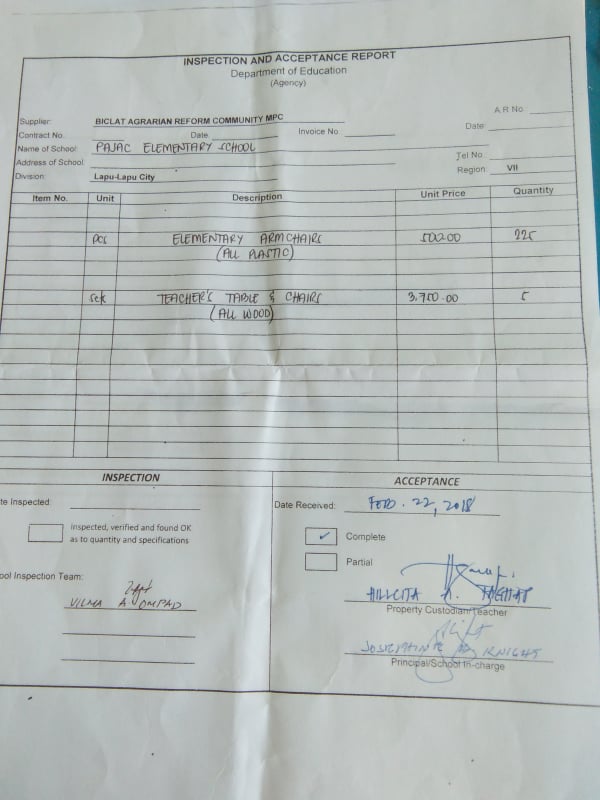 INSPECTION AND ACCEPTANCE REPORT
Department of Education
(Agency)
A.R No.
Supplier: BICLAT AGRARIAN REFORM COMMUNITY MPC
Contract No. Date Invoice No. Date:
Name of School: PAJAC ELEMENTARY SCHOOL
Address of School: Tel No.
Division: Lapu-Lapu City Region: VII
Item No. Unit Description Unit Price Quantity
pcs ELEMENTARY ARMCHAIRS 500.00 225
(ALL PLASTIC)
set TEACHER'S TABLE & CHAIRS 3,750.00 5
(ALL WOOD)
INSPECTION ACCEPTANCE
te Inspected: Date Received: FEB. 22, 2018
Inspected, verified and found OK
as to quantity and specifications
Complete
Partial
ool Inspection Team:
VILMA A OMPAD
HILLCITA A.
Property Custodian/Teacher
JOSEPHINE KNIGHT
Principal/School In-charge